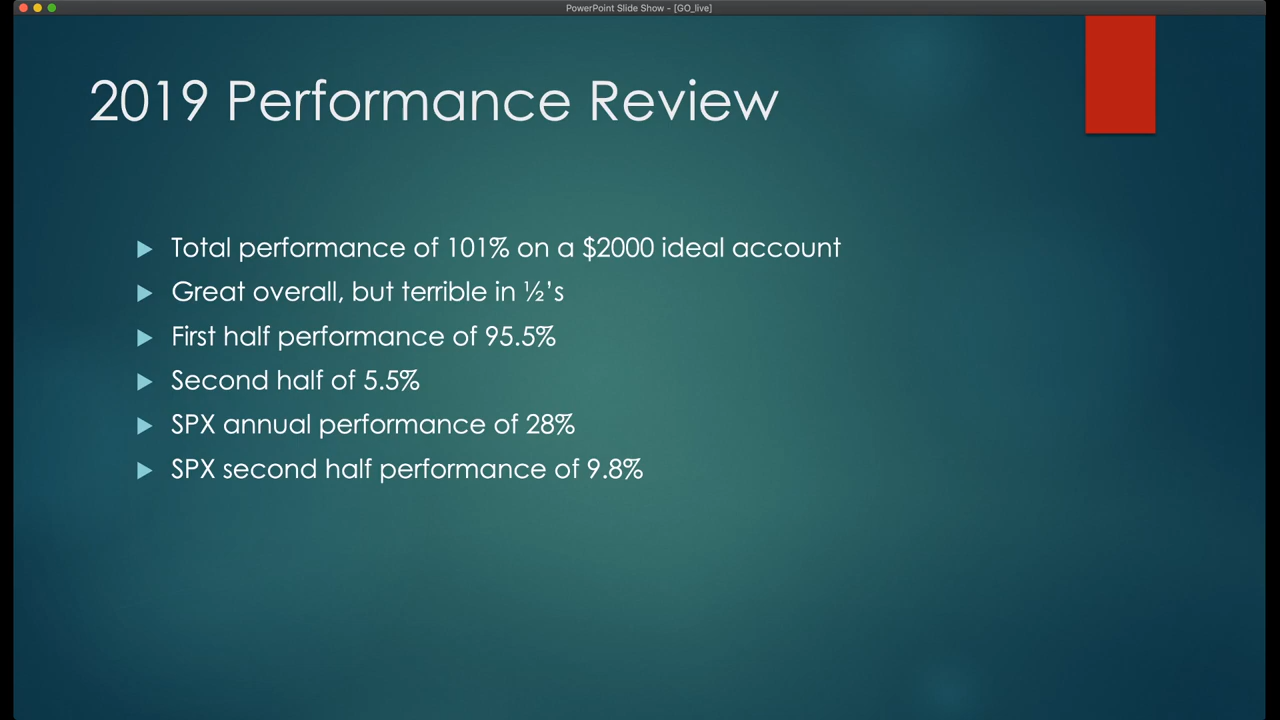 PowerPoint Slide Show - [GO_live]
2019 Performance Review
Total performance of 101% on a $2000 ideal account
Great overall, but terrible in ½’s
First half performance of 95.5%
Second half of 5.5%
SPX annual performance of 28%
SPX second half performance of 9.8%